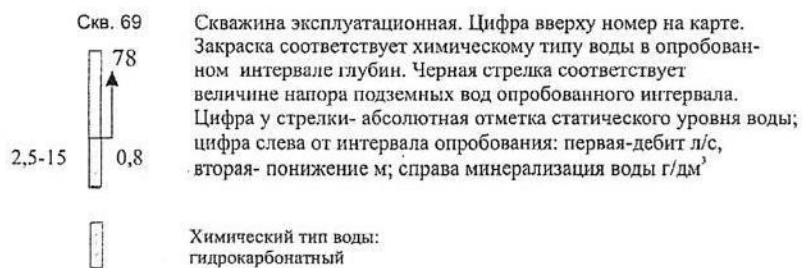 Скв. 69
78
2,5-15
0,8
Скважина эксплуатационная. Цифра вверху номер на карте.
Закраска соответствует химическому типу воды в опробован-
ном интервале глубин. Черная стрелка соответствует
величине напора подземных вод опробованного интервала.
Цифра у стрелки- абсолютная отметка статического уровня воды;
цифра слева от интервала опробования: первая-дебит л/с,
вторая- понижение м; справа минерализация воды г/дм³
Химический тип воды:
гидрокарбонатный